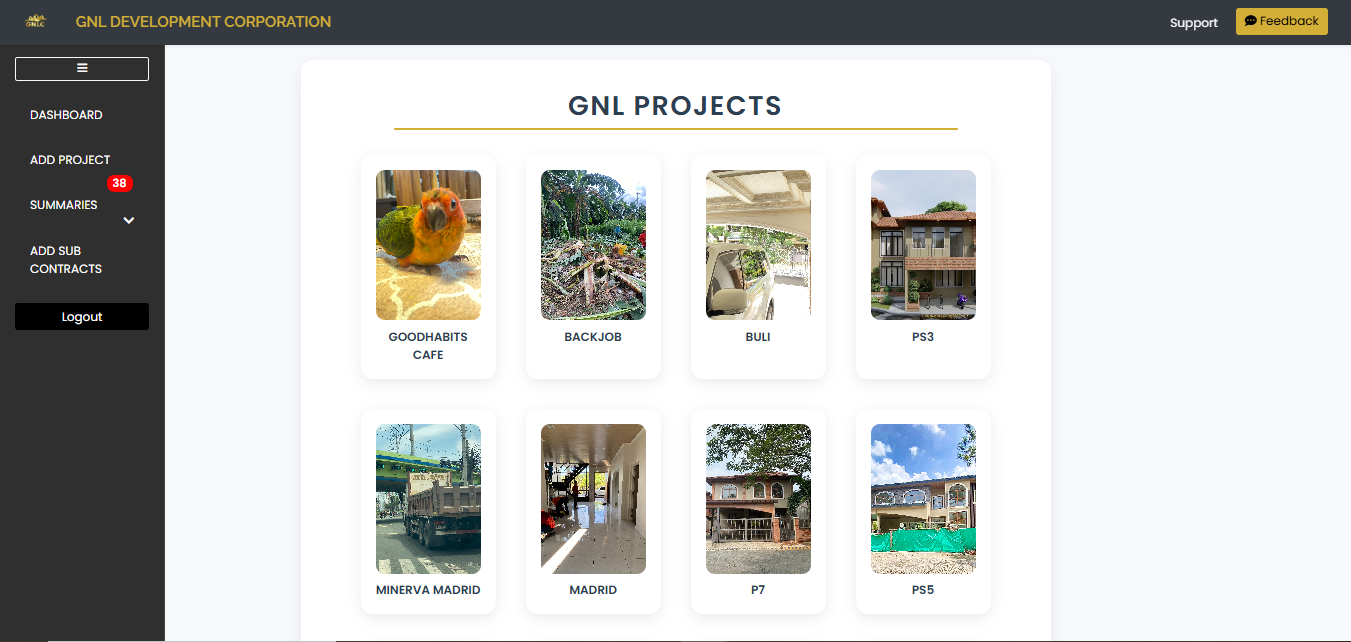 GNLC
GNL DEVELOPMENT CORPORATION
Support
Feedback
DASHBOARD
ADD PROJECT
38
SUMMARIES
ADD SUB
CONTRACTS
Logout
GNL PROJECTS
GOODHABITS
CAFE
BACKJOB
BULI
PS3
MINERVA MADRID
MADRID
P7
PS5